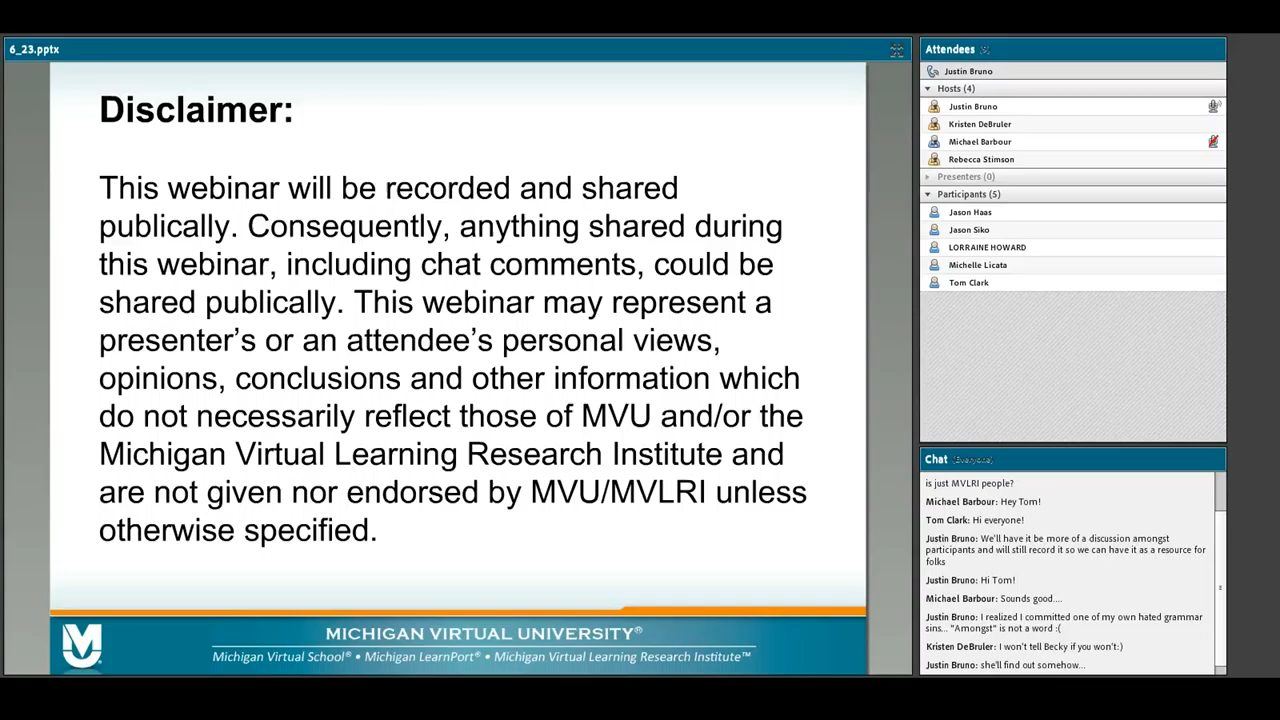 6_23.pptx
Disclaimer:
This webinar will be recorded and shared
publically. Consequently, anything shared during
this webinar, including chat comments, could be
shared publically. This webinar may represent a
presenter’s or an attendee’s personal views,
opinions, conclusions and other information which
do not necessarily reflect those of MVU and/or the
Michigan Virtual Learning Research Institute and
are not given nor endorsed by MVU/MVLRI unless
otherwise specified.
MICHIGAN VIRTUAL UNIVERSITY®
Michigan Virtual School® • Michigan LearnPort® • Michigan Virtual Learning Research Institute™
Attendees
Justin Bruno
Hosts (4)
Justin Bruno
Kristen DeBruler
Michael Barbour
Rebecca Stimson
Presenters (0)
Participants (5)
Jason Haas
Jason Siko
LORRAINE HOWARD
Michelle Licata
Tom Clark
Chat (Everyone)
is just MVLRI people?
Michael Barbour: Hey Tom!
Tom Clark: Hi everyone!
Justin Bruno: We'll have it be more of a discussion amongst
participants and will still record it so we can have it as a resource for
folks
Justin Bruno: Hi Tom!
Michael Barbour: Sounds good....
Justin Bruno: I realized I committed one of my own hated grammar
sins... "Amongst" is not a word :(
Kristen DeBruler: I won't tell Becky if you won't:)
Justin Bruno: she'll find out somehow...